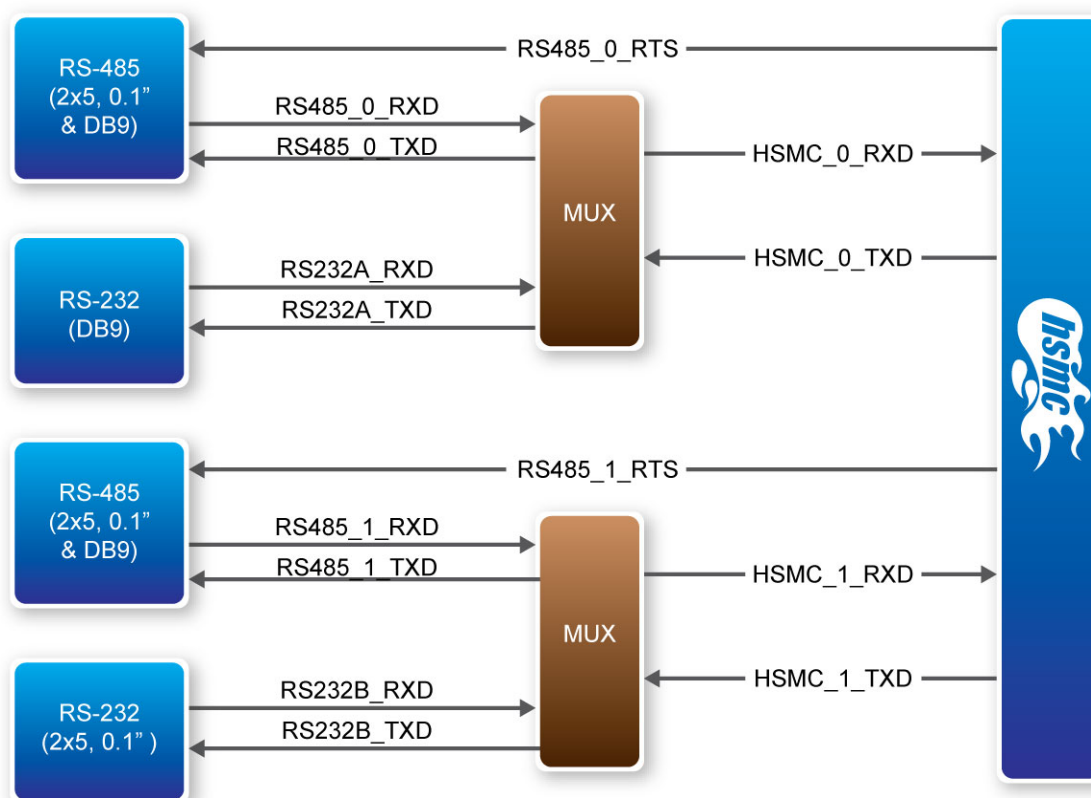 RS-485
(2x5, 0.1”
& DB9)
RS485_0_RTS
RS485_0_RXD
RS485_0_TXD
MUX
HSMC_0_RXD
HSMC_0_TXD
RS-232
(DB9)
RS232A_RXD
RS232A_TXD
hsmc
RS-485
(2x5, 0.1”
& DB9)
RS485_1_RTS
RS485_1_RXD
RS485_1_TXD
MUX
HSMC_1_RXD
HSMC_1_TXD
RS-232
(2x5, 0.1” )
RS232B_RXD
RS232B_TXD